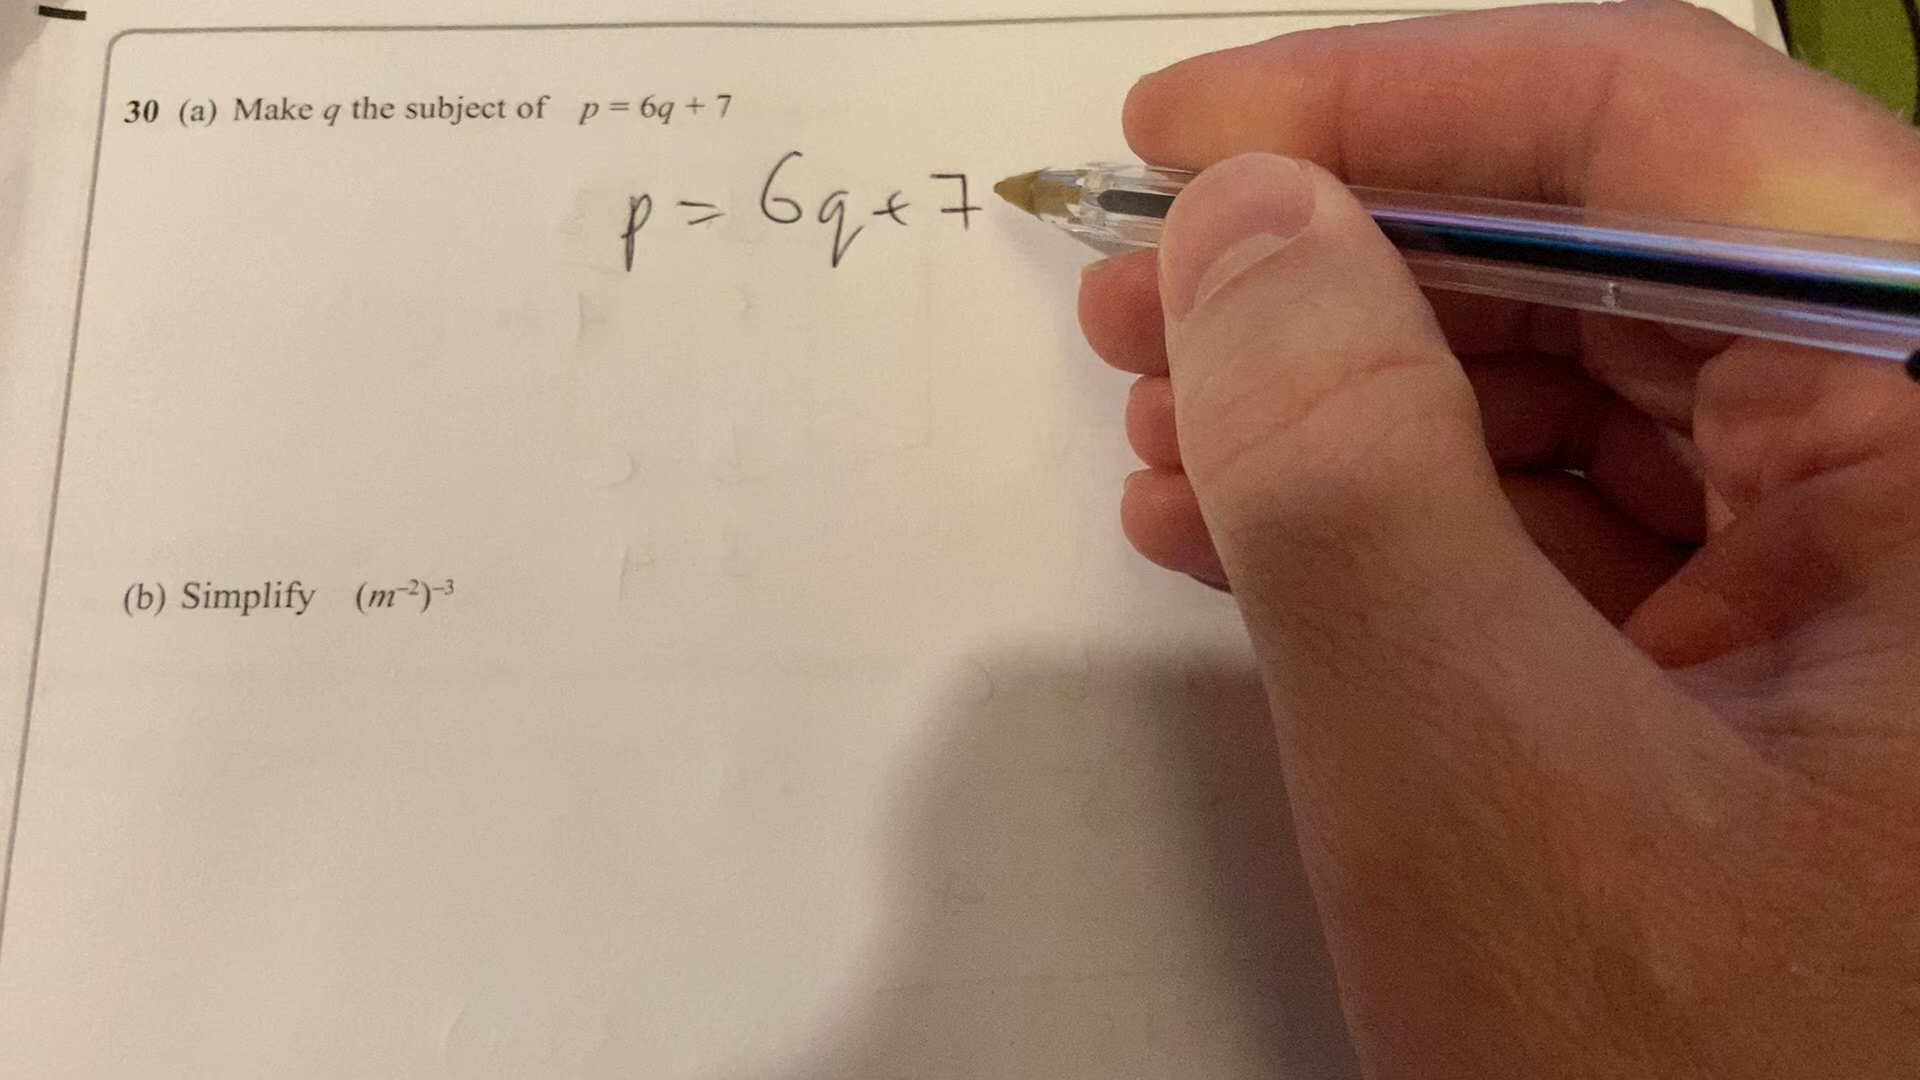 30 (a) Make q the subject of p = 6q + 7
p = 6q + 7
(b) Simplify (m⁻²)⁻³